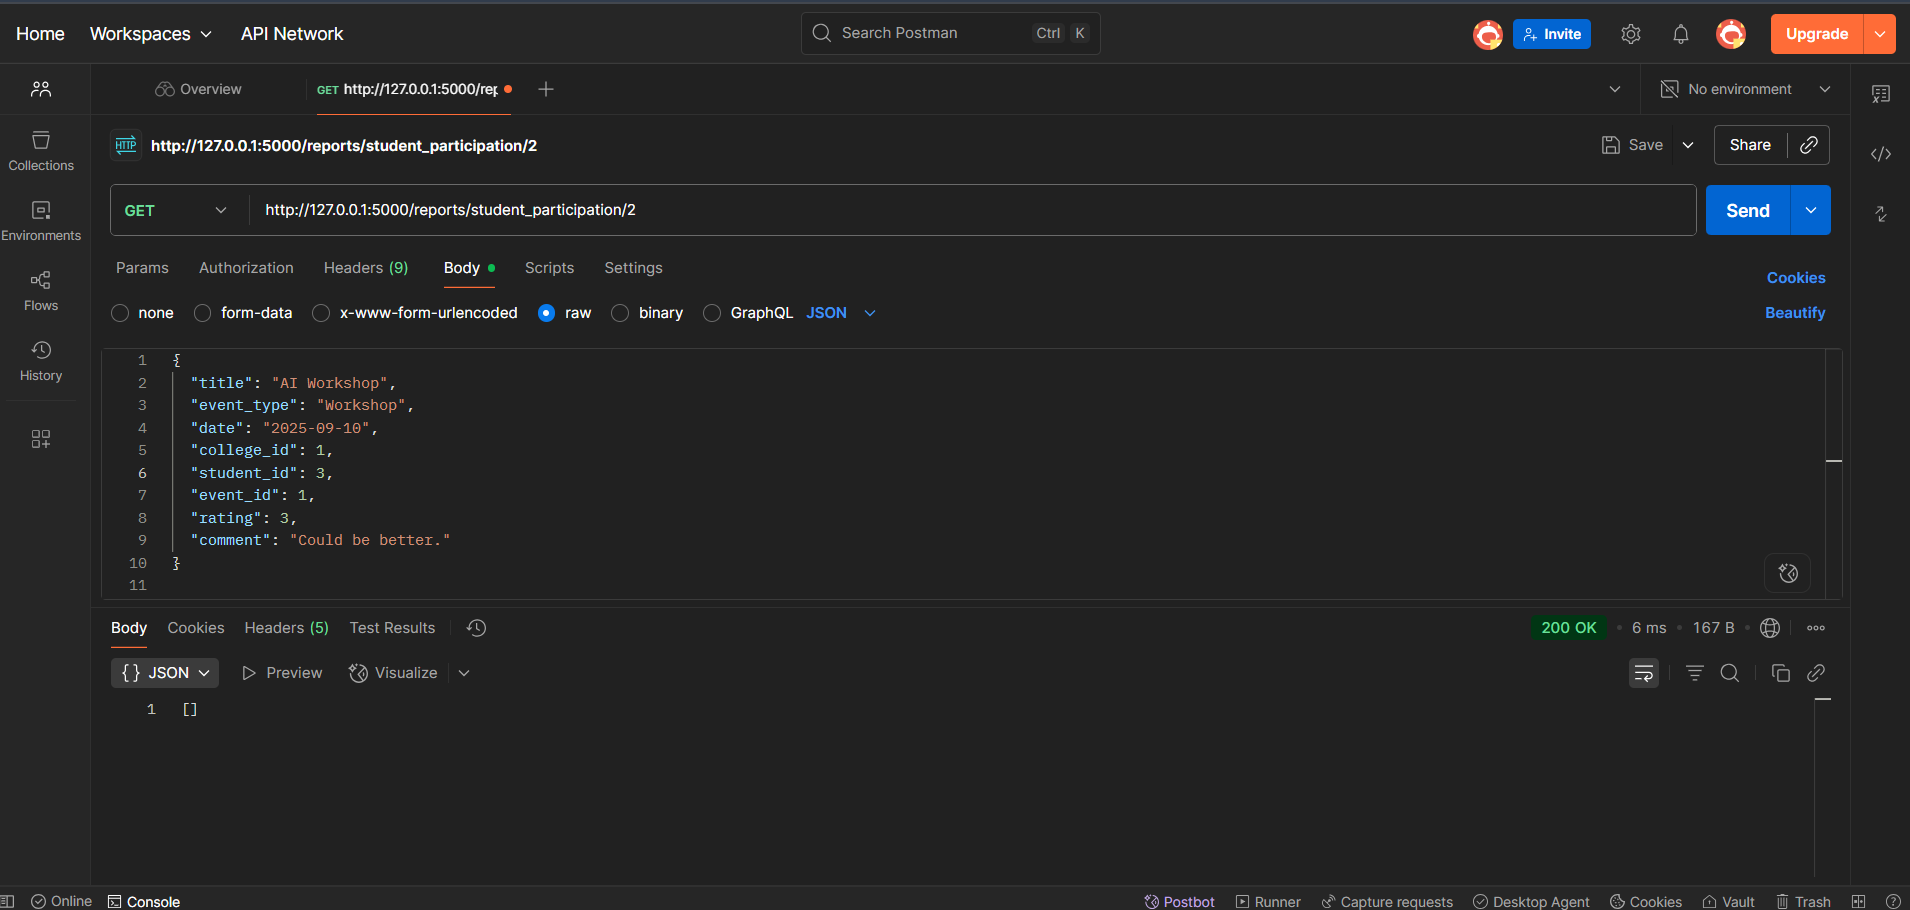 Home Workspaces API Network Search Postman Ctrl K Invite Upgrade
Overview GET http://127.0.0.1:5000/rep No environment
HTTP http://127.0.0.1:5000/reports/student_participation/2 Save Share
Collections
GET http://127.0.0.1:5000/reports/student_participation/2 Send
Environments
Params Authorization Headers (9) Body Scripts Settings Cookies
Flows
none form-data x-www-form-urlencoded raw binary GraphQL JSON Beautify
History
1 {
2 "title": "AI Workshop",
3 "event_type": "Workshop",
4 "date": "2025-09-10",
5 "college_id": 1,
6 "student_id": 3,
7 "event_id": 1,
8 "rating": 3,
9 "comment": "Could be better."
10 }
11
Body Cookies Headers (5) Test Results 200 OK • 6 ms • 167 B •
{} JSON Preview Visualize
1 []
Online Console Postbot Runner Capture requests Desktop Agent Cookies Vault Trash